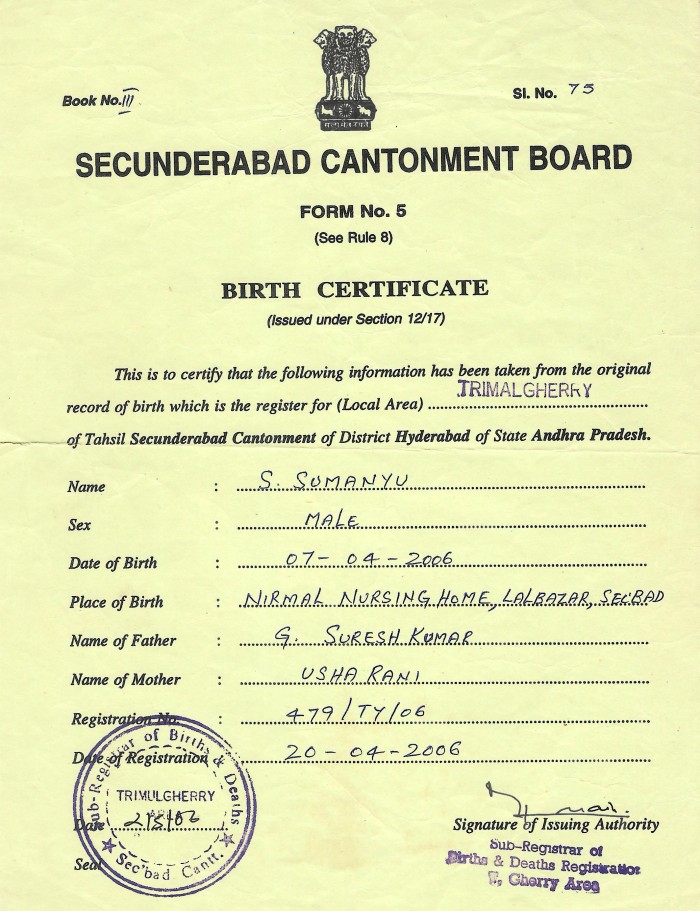 सत्यमेव जयते
Book No. III
Sl. No. 75
SECUNDERABAD CANTONMENT BOARD
FORM No. 5
(See Rule 8)
BIRTH CERTIFICATE
(Issued under Section 12/17)
This is to certify that the following information has been taken from the original
record of birth which is the register for (Local Area) TRIMALGHERRY
of Tahsil Secunderabad Cantonment of District Hyderabad of State Andhra Pradesh.
Name : S. SUMANYU
Sex : MALE
Date of Birth : 07-04-2006
Place of Birth : NIRMAL NURSING HOME, LALBAZAR, SEC'BAD
Name of Father : G. SURESH KUMAR
Name of Mother : USHA RANI
Registration No. : 479/TY/06
Date of Registration : 20-04-2006
Sub-Registrar of Births & Deaths
TRIMULGHERRY
Date 2/5/06
Sec'bad Cantt.
Seal
Signature of Issuing Authority
Sub-Registrar of
Births & Deaths Registration
T. Gherry Area